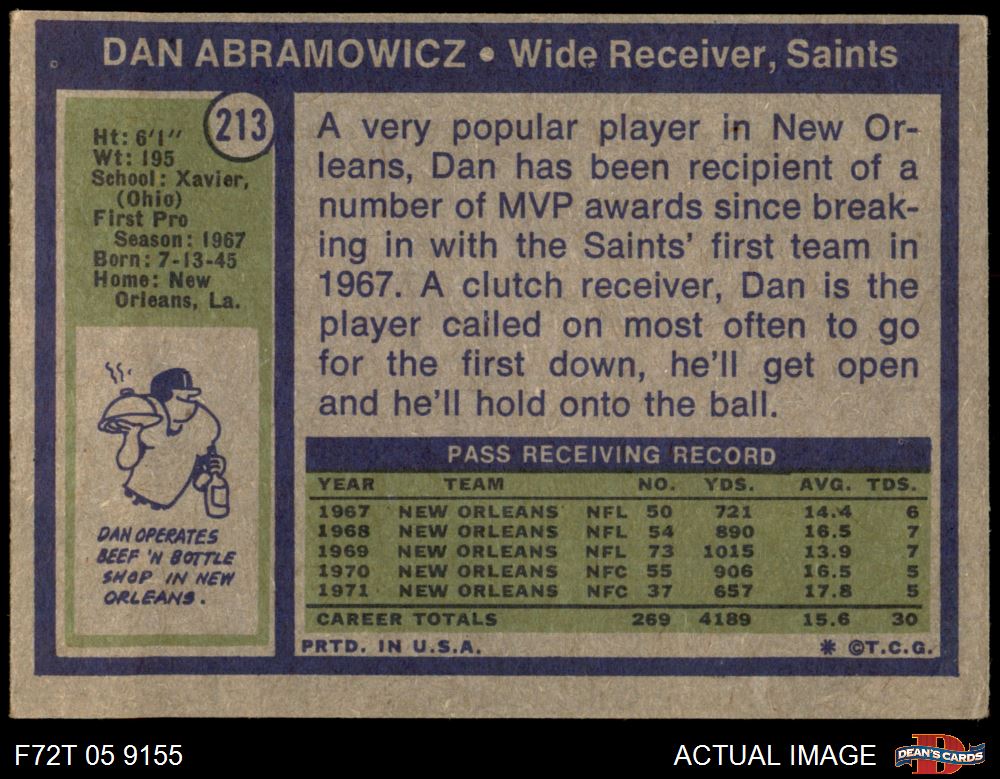 DAN ABRAMOWICZ • Wide Receiver, Saints
213
Ht: 6'1"
Wt: 195
School: Xavier,
(Ohio)
First Pro
Season: 1967
Born: 7-13-45
Home: New
Orleans, La.
DAN OPERATES
BEEF 'N BOTTLE
SHOP IN NEW
ORLEANS.
A very popular player in New Or-
leans, Dan has been recipient of a
number of MVP awards since break-
ing in with the Saints' first team in
1967. A clutch receiver, Dan is the
player called on most often to go
for the first down, he'll get open
and he'll hold onto the ball.
PASS RECEIVING RECORD
YEAR TEAM NO. YDS. AVG. TDS.
1967 NEW ORLEANS NFL 50 721 14.4 6
1968 NEW ORLEANS NFL 54 890 16.5 7
1969 NEW ORLEANS NFL 73 1015 13.9 7
1970 NEW ORLEANS NFC 55 906 16.5 5
1971 NEW ORLEANS NFC 37 657 17.8 5
CAREER TOTALS 269 4189 15.6 30
PRTD. IN U.S.A. * ©T.C.G.
F72T 05 9155 ACTUAL IMAGE D DEAN'S CARDS